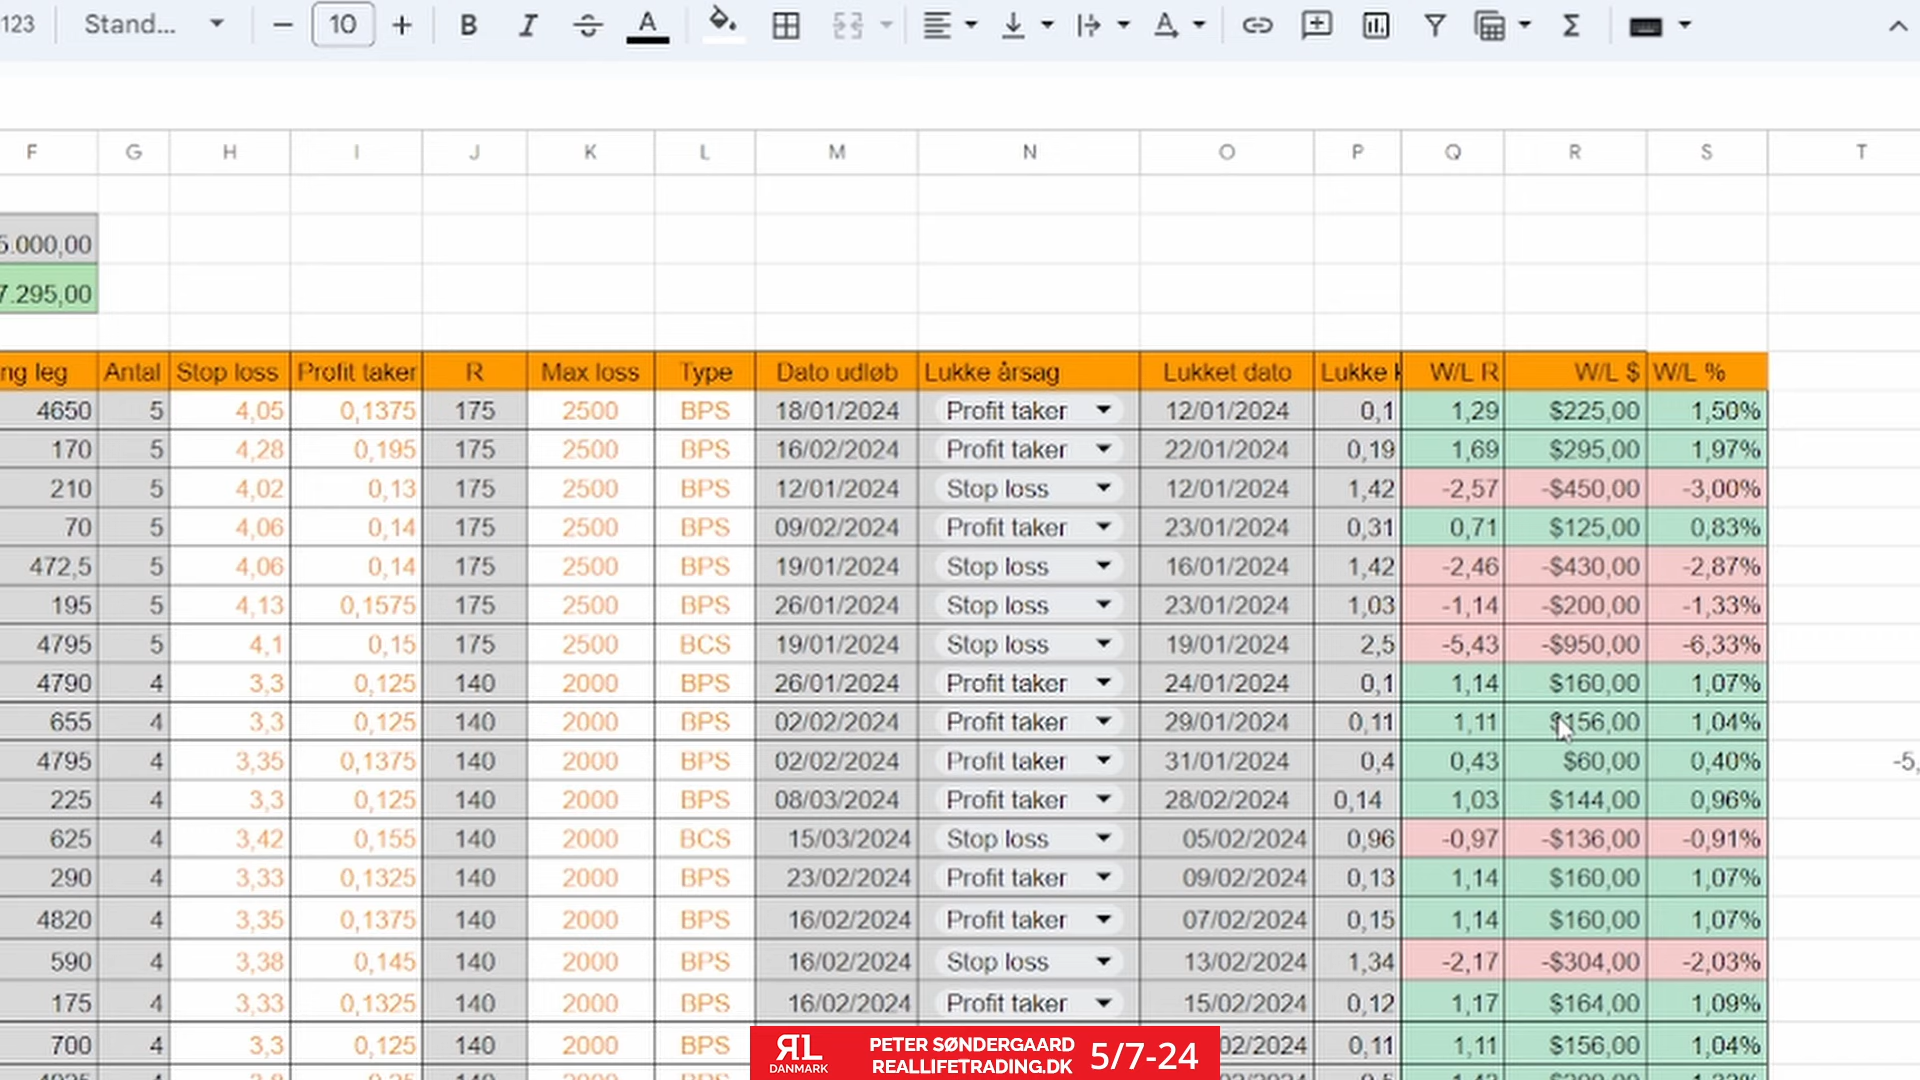 123 Stand... − 10 + B I A Σ
F G H I J K L M N O P Q R S T
5.000,00
7.295,00
ng leg Antal Stop loss Profit taker R Max loss Type Dato udløb Lukke årsag Lukket dato Lukke k W/L R W/L $ W/L %
4650 5 4,05 0,1375 175 2500 BPS 18/01/2024 Profit taker 12/01/2024 0,1 1,29 $225,00 1,50%
170 5 4,28 0,195 175 2500 BPS 16/02/2024 Profit taker 22/01/2024 0,19 1,69 $295,00 1,97%
210 5 4,02 0,13 175 2500 BPS 12/01/2024 Stop loss 12/01/2024 1,42 -2,57 -$450,00 -3,00%
70 5 4,06 0,14 175 2500 BPS 09/02/2024 Profit taker 23/01/2024 0,31 0,71 $125,00 0,83%
472,5 5 4,06 0,14 175 2500 BPS 19/01/2024 Stop loss 16/01/2024 1,42 -2,46 -$430,00 -2,87%
195 5 4,13 0,1575 175 2500 BPS 26/01/2024 Stop loss 23/01/2024 1,03 -1,14 -$200,00 -1,33%
4795 5 4,1 0,15 175 2500 BCS 19/01/2024 Stop loss 19/01/2024 2,5 -5,43 -$950,00 -6,33%
4790 4 3,3 0,125 140 2000 BPS 26/01/2024 Profit taker 24/01/2024 0,1 1,14 $160,00 1,07%
655 4 3,3 0,125 140 2000 BPS 02/02/2024 Profit taker 29/01/2024 0,11 1,11 $156,00 1,04%
4795 4 3,35 0,1375 140 2000 BPS 02/02/2024 Profit taker 31/01/2024 0,4 0,43 $60,00 0,40% -5,
225 4 3,3 0,125 140 2000 BPS 08/03/2024 Profit taker 28/02/2024 0,14 1,03 $144,00 0,96%
625 4 3,42 0,155 140 2000 BCS 15/03/2024 Stop loss 05/02/2024 0,96 -0,97 -$136,00 -0,91%
290 4 3,33 0,1325 140 2000 BPS 23/02/2024 Profit taker 09/02/2024 0,13 1,14 $160,00 1,07%
4820 4 3,35 0,1375 140 2000 BPS 16/02/2024 Profit taker 07/02/2024 0,15 1,14 $160,00 1,07%
590 4 3,38 0,145 140 2000 BPS 16/02/2024 Stop loss 13/02/2024 1,34 -2,17 -$304,00 -2,03%
175 4 3,33 0,1325 140 2000 BPS 16/02/2024 Profit taker 15/02/2024 0,12 1,17 $164,00 1,09%
700 4 3,3 0,125 140 2000 BPS 02/2024 0,11 1,11 $156,00 1,04%
RL DANMARK
PETER SØNDERGAARD
REALLIFETRADING.DK
5/7-24